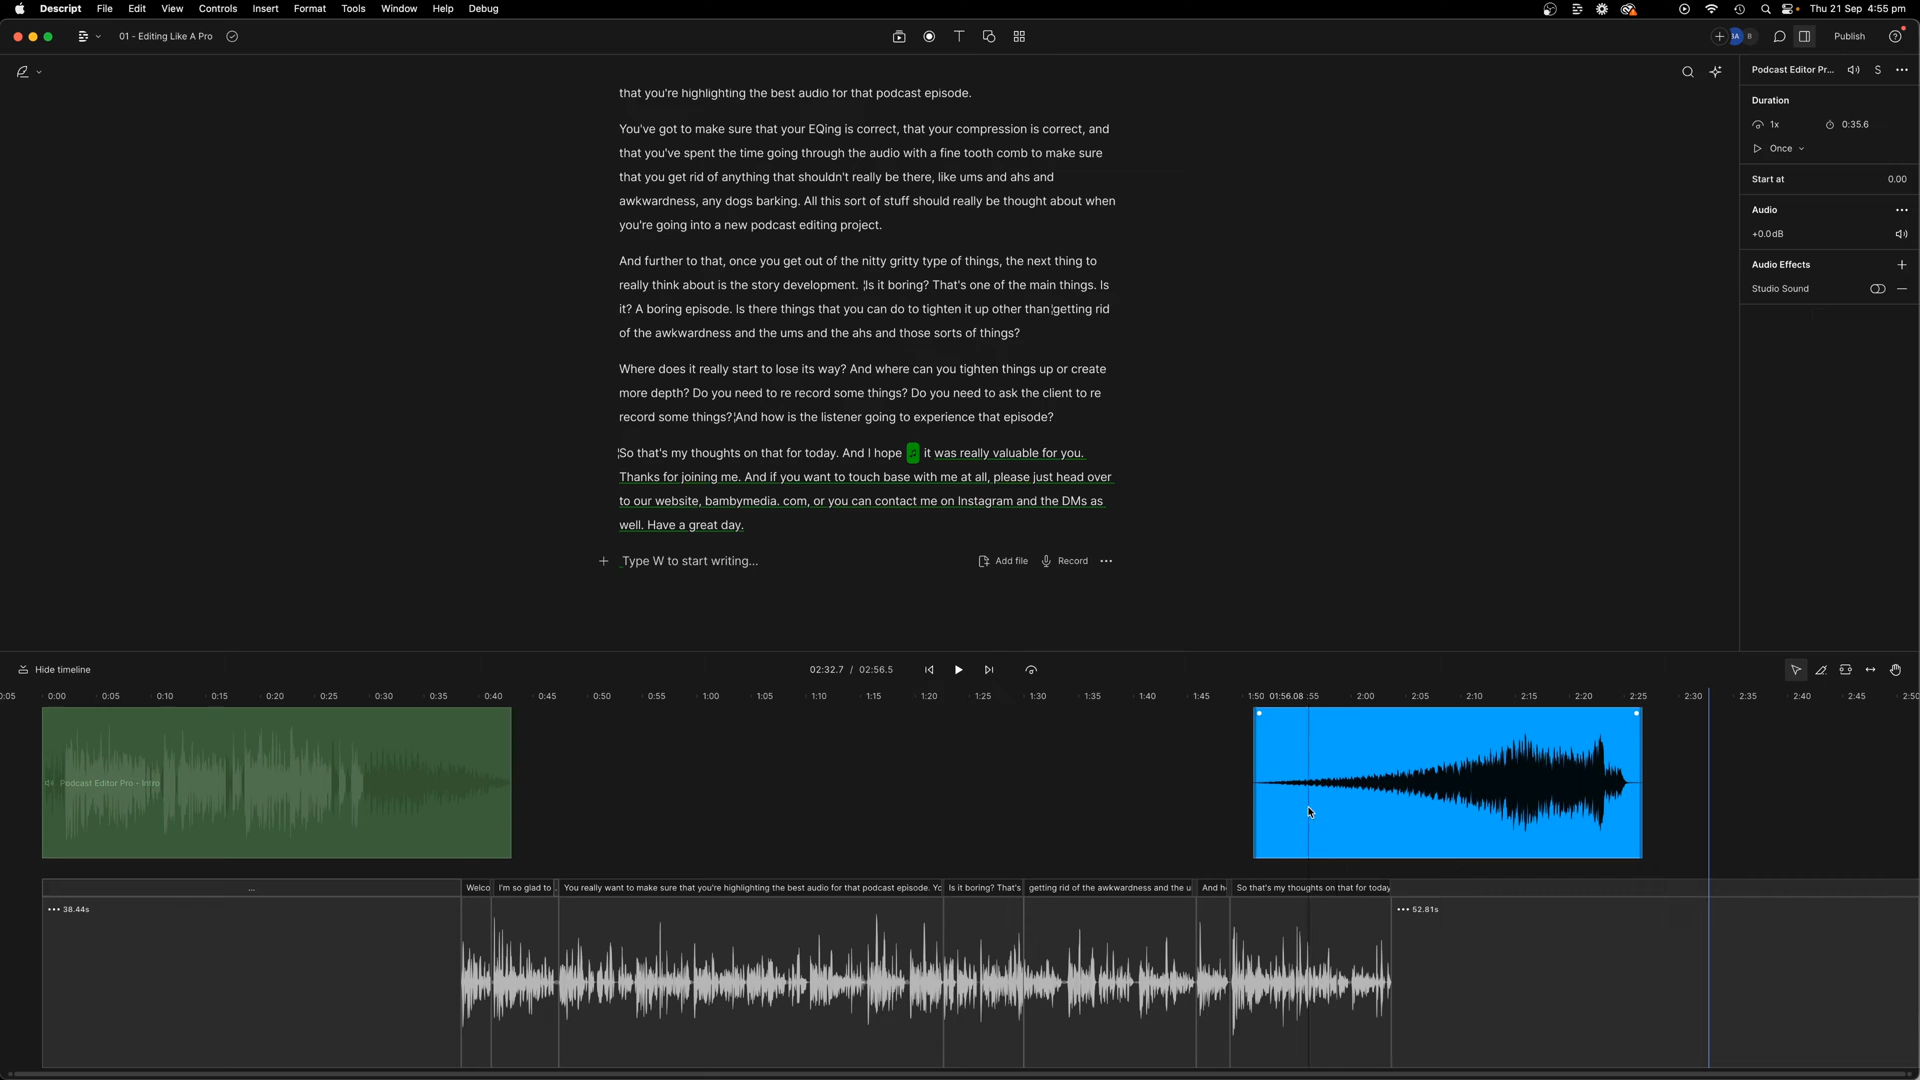 Descript File Edit View Controls Insert Format Tools Window Help Debug Thu 21 Sep 4:55 pm
01 - Editing Like A Pro BA B Publish
Podcast Editor Pr... S
that you're highlighting the best audio for that podcast episode.
You've got to make sure that your EQing is correct, that your compression is correct, and
that you've spent the time going through the audio with a fine tooth comb to make sure
that you get rid of anything that shouldn't really be there, like ums and ahs and
awkwardness, any dogs barking. All this sort of stuff should really be thought about when
you're going into a new podcast editing project.
And further to that, once you get out of the nitty gritty type of things, the next thing to
really think about is the story development. Is it boring? That's one of the main things. Is
it? A boring episode. Is there things that you can do to tighten it up other than getting rid
of the awkwardness and the ums and the ahs and those sorts of things?
Where does it really start to lose its way? And where can you tighten things up or create
more depth? Do you need to re record some things? Do you need to ask the client to re
record some things? And how is the listener going to experience that episode?
So that's my thoughts on that for today. And I hope it was really valuable for you.
Thanks for joining me. And if you want to touch base with me at all, please just head over
to our website, bambymedia. com, or you can contact me on Instagram and the DMs as
well. Have a great day.
Type W to start writing... Add file Record
Duration
1x 0:35.6
Once
Start at 0.00
Audio
+0.0dB
Audio Effects
Studio Sound
Hide timeline 02:32.7 / 02:56.5
0:05 0:00 0:05 0:10 0:15 0:20 0:25 0:30 0:35 0:40 0:45 0:50 0:55 1:00 1:05 1:10 1:15 1:20 1:25 1:30 1:35 1:40 1:45 1:50 01:56.08 :55 2:00 2:05 2:10 2:15 2:20 2:25 2:30 2:35 2:40 2:45 2:50
Podcast Editor Pro - Intro
... Welco I'm so glad to You really want to make sure that you're highlighting the best audio for that podcast episode. Yo Is it boring? That's getting rid of the awkwardness and the u And h So that's my thoughts on that for today
38.44s 52.81s